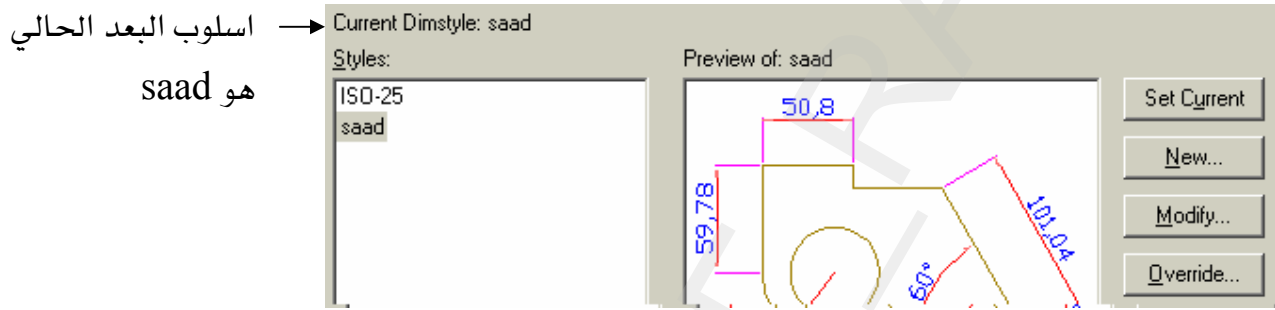 اسلوب البعد الحالي
هو saad
Current Dimstyle: saad
Styles:
ISO-25
saad
Preview of: saad
50,8
59,78
101,04
60°
Set Current
New...
Modify...
Override...